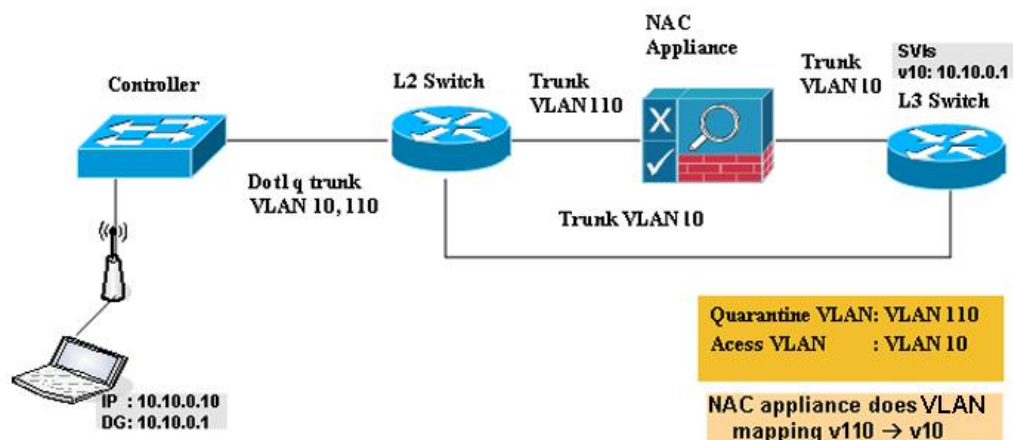 NAC
Appliance
SVIs
v10: 10.10.0.1
L3 Switch
Controller
L2 Switch
Trunk
VLAN 110
Trunk
VLAN 10
Dot1q trunk
VLAN 10, 110
Trunk VLAN 10
IP : 10.10.0.10
DG: 10.10.0.1
Quarantine VLAN: VLAN 110
Acess VLAN : VLAN 10
NAC appliance does VLAN
mapping v110 → v10